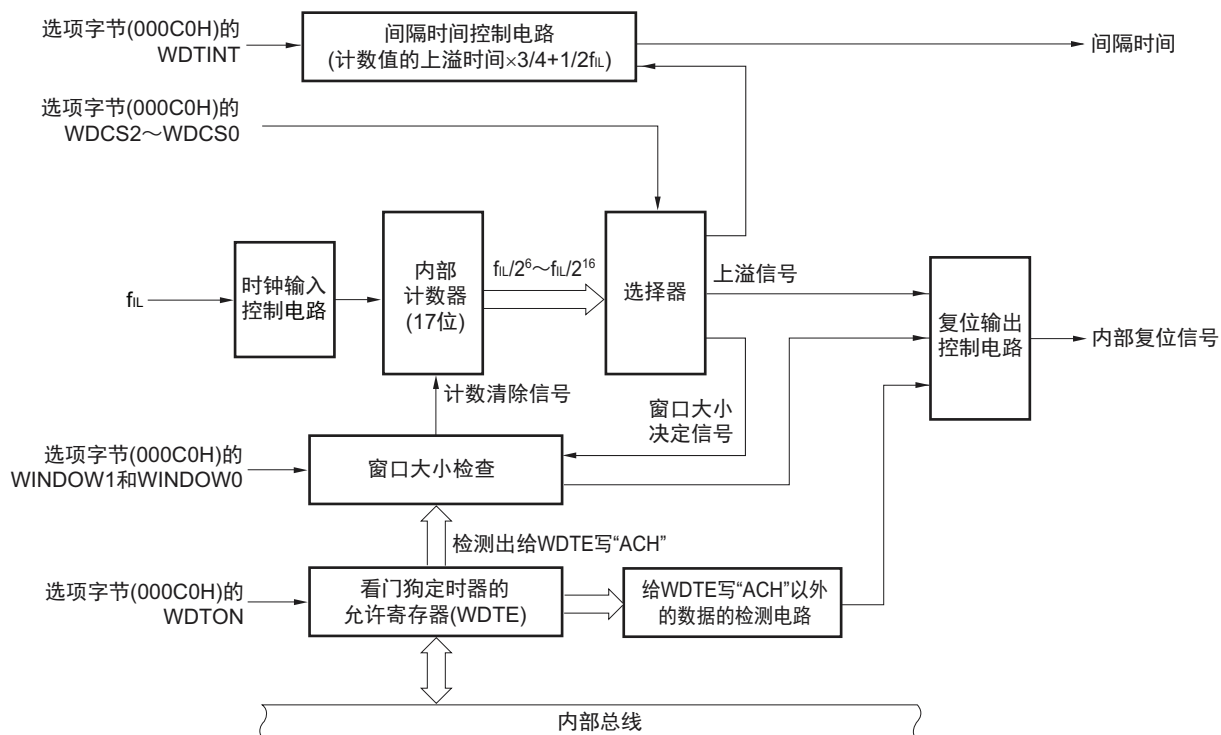 选项字节(000C0H)的
WDTINT
间隔时间控制电路
(计数值的上溢时间×3/4+1/2fIL)
间隔时间
选项字节(000C0H)的
WDCS2～WDCS0
fIL
时钟输入
控制电路
内部
计数器
(17位)
fIL/2⁶～fIL/2¹⁶
选择器
上溢信号
复位输出
控制电路
内部复位信号
计数清除信号
窗口大小
决定信号
选项字节(000C0H)的
WINDOW1和WINDOW0
窗口大小检查
检测出给WDTE写“ACH”
选项字节(000C0H)的
WDTON
看门狗定时器的
允许寄存器(WDTE)
给WDTE写“ACH”以外
的数据的检测电路
内部总线